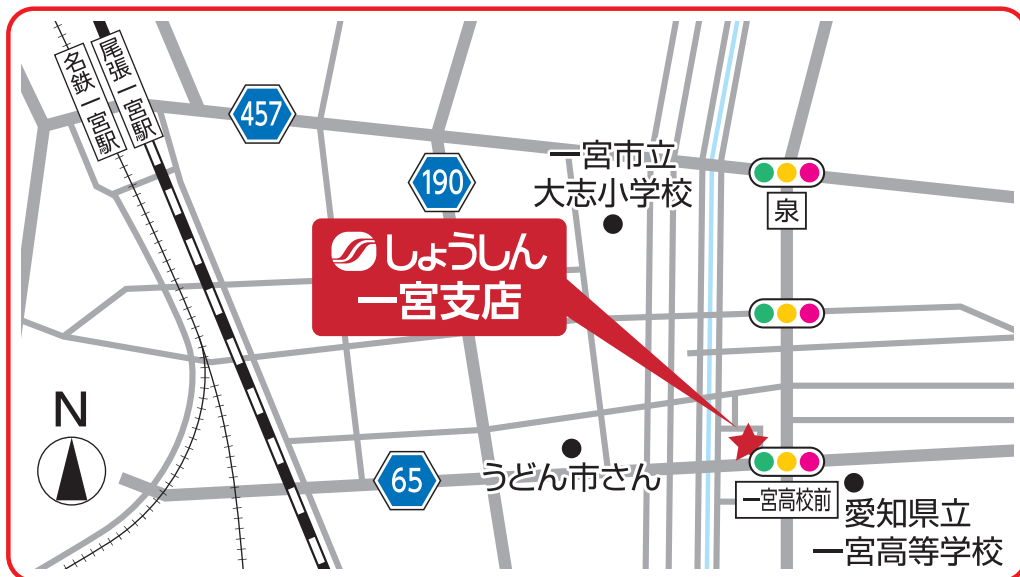 名鉄一宮駅
尾張一宮駅
457
190
一宮市立
大志小学校
泉
しょうしん
一宮支店
N
65
うどん市さん
一宮高校前
愛知県立
一宮高等学校